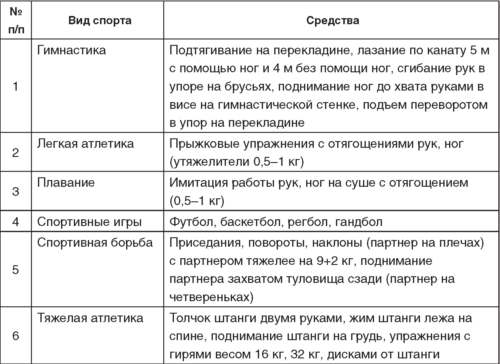 №
п/п
Вид спорта
Средства
1
Гимнастика
Подтягивание на перекладине, лазание по канату 5 м
с помощью ног и 4 м без помощи ног, сгибание рук в
упоре на брусьях, поднимание ног до хвата руками в
висе на гимнастической стенке, подъем переворотом
в упор на перекладине
2
Легкая атлетика
Прыжковые упражнения с отягощениями рук, ног
(утяжелители 0,5–1 кг)
3
Плавание
Имитация работы рук, ног на суше с отягощением
(0,5–1 кг)
4
Спортивные игры
Футбол, баскетбол, регбол, гандбол
5
Спортивная борьба
Приседания, повороты, наклоны (партнер на плечах)
с партнером тяжелее на 9+2 кг, поднимание
партнера захватом туловища сзади (партнер на
четвереньках)
6
Тяжелая атлетика
Толчок штанги двумя руками, жим штанги лежа на
спине, поднимание штанги на грудь, упражнения с
гирями весом 16 кг, 32 кг, дисками от штанги